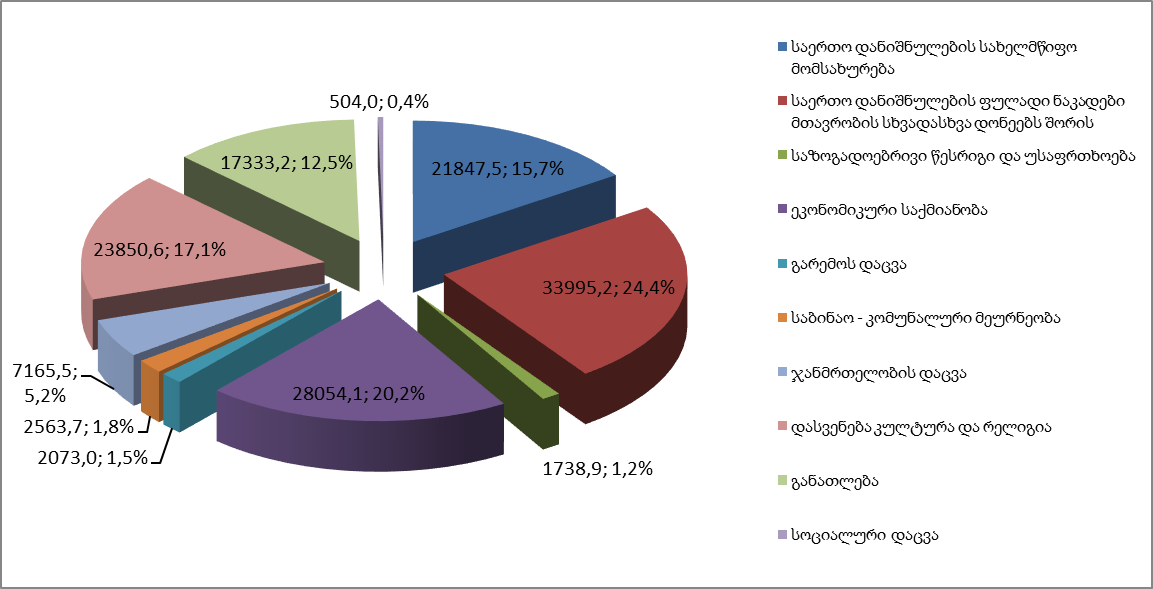 504,0; 0,4%
17333,2; 12,5%
21847,5; 15,7%
23850,6; 17,1%
33995,2; 24,4%
7165,5;
5,2%
28054,1; 20,2%
2563,7; 1,8%
2073,0; 1,5%
1738,9; 1,2%
საერთო დანიშნულების სახელმწიფო
მომსახურება
საერთო დანიშნულების ფულადი ნაკადები
მთავრობის სხვადასხვა დონეებს შორის
საზოგადოებრივი წესრიგი და უსაფრთხოება
ეკონომიკური საქმიანობა
გარემოს დაცვა
საბინაო - კომუნალური მეურნეობა
ჯანმრთელობის დაცვა
დასვენება კულტურა და რელიგია
განათლება
სოციალური დაცვა